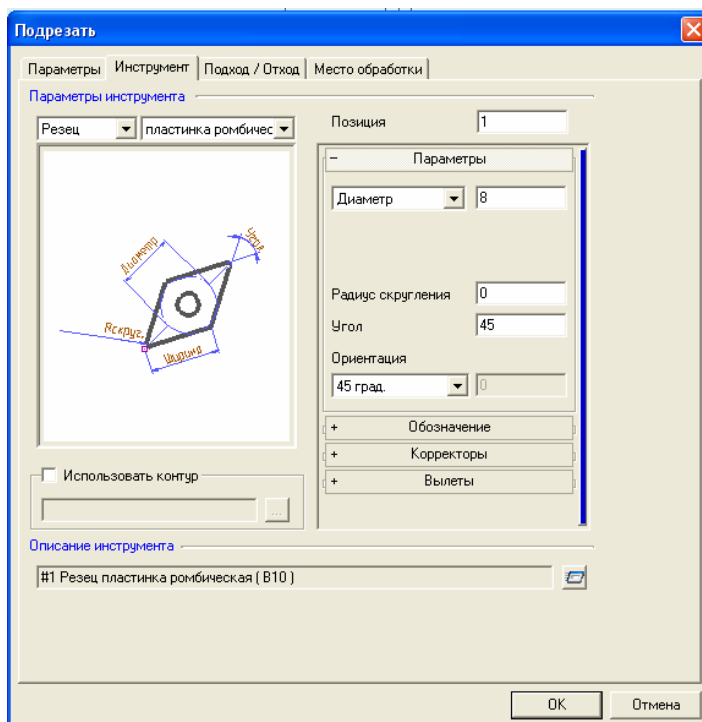 Подрезать
Параметры Инструмент Подход / Отход Место обработки
Параметры инструмента
Резец пластинка ромбичес
Позиция 1
− Параметры
Диаметр 8
Диаметр
Угол
Rскруг.
Ширина
Радиус скругления 0
Угол 45
Ориентация
45 град. 0
+ Обозначение
+ Корректоры
+ Вылеты
Использовать контур
...
Описание инструмента
#1 Резец пластинка ромбическая ( B10 )
OK Отмена